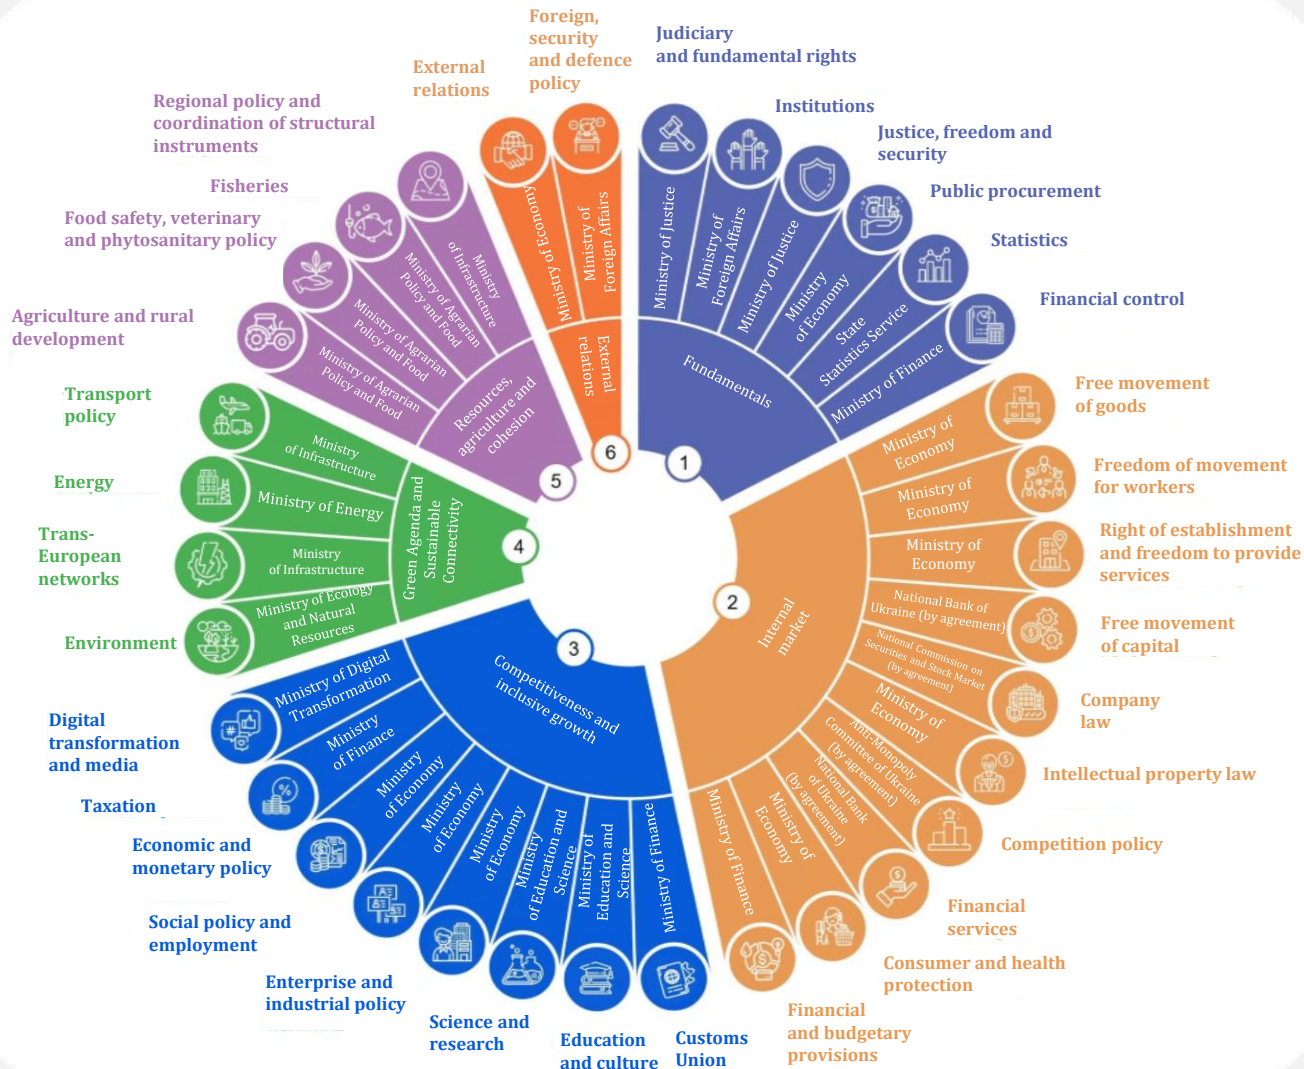 Foreign,
security
and defence
policy
External
relations
Judiciary
and fundamental rights
Institutions
Justice, freedom and
security
Public procurement
Statistics
Financial control
Ministry of Justice
Ministry of
Foreign Affairs
Ministry of Justice
Ministry
of Economy
State
Statistics Service
Ministry of Finance
Fundamentals
1
Free movement
of goods
Freedom of movement
for workers
Right of establishment
and freedom to provide
services
Free movement
of capital
Company
law
Intellectual property law
Competition policy
Financial
services
Consumer and health
protection
Financial
and budgetary
provisions
Ministry of
Economy
Ministry of
Economy
Ministry of
Economy
National Bank of
Ukraine (by agreement)
National Commission on
Securities and Stock Market
(by agreement)
Ministry of
Economy
Anti-Monopoly
Committee of Ukraine
(by agreement)
National Bank
of Ukraine
(by agreement)
Ministry of
Economy
Ministry of Finance
Internal
market
2
Customs
Union
Education
and culture
Science and
research
Enterprise and
industrial policy
Social policy and
employment
Economic and
monetary policy
Taxation
Digital
transformation
and media
Ministry of Finance
Ministry of
Education and
Science
Ministry
of Education and
Science
Ministry
of Economy
Ministry
of Economy
Ministry
of Economy
Ministry
of Finance
Ministry of Digital
Transformation
Competitiveness and
inclusive growth
3
#
%
Environment
Trans-
European
networks
Energy
Transport
policy
Ministry of Ecology
and Natural
Resources
Ministry
of Infrastructure
Ministry of Energy
Ministry
of Infrastructure
Green Agenda and
Sustainable
Connectivity
4
Agriculture and rural
development
Food safety, veterinary
and phytosanitary policy
Fisheries
Regional policy and
coordination of structural
instruments
Ministry of Agrarian
Policy and Food
Ministry of Agrarian
Policy and Food
Ministry of Agrarian
Policy and Food
Ministry
of Infrastructure
Resources,
agriculture and
cohesion
5
Ministry of Economy
Ministry of
Foreign Affairs
External
relations
6